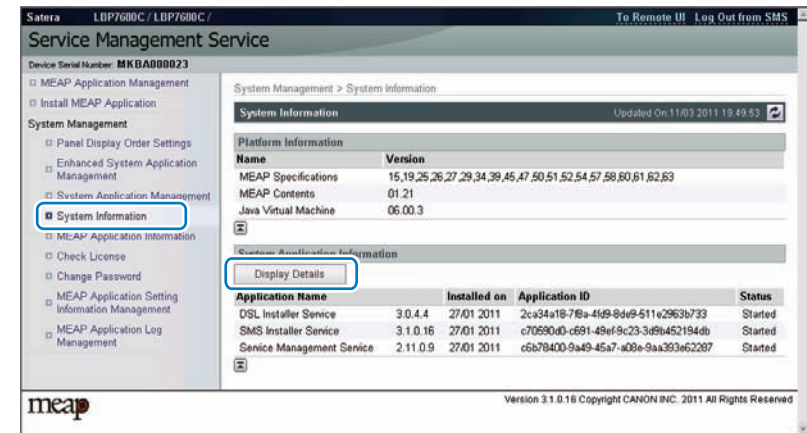 Satera LBP7600C / LBP7600C / To Remote UI Log Out from SMS
Service Management Service
Device Serial Number: MKBA000023
MEAP Application Management
Install MEAP Application
System Management
Panel Display Order Settings
Enhanced System Application
Management
System Application Management
System Information
MEAP Application Information
Check License
Change Password
MEAP Application Setting
Information Management
MEAP Application Log
Management
System Management > System Information
System Information Updated On:11/03 2011 19:49:53
Platform Information
Name Version
MEAP Specifications 15,19,25,26,27,29,34,39,45,47,50,51,52,54,57,58,60,61,62,63
MEAP Contents 01.21
Java Virtual Machine 06.00.3
System Application Information
Display Details
Application Name Installed on Application ID Status
DSL Installer Service 3.0.4.4 27/01 2011 2ca34a18-7f8a-4fd9-8de9-511e2963b733 Started
SMS Installer Service 3.1.0.16 27/01 2011 c70590d0-c691-49ef-9c23-3d9b452194db Started
Service Management Service 2.11.0.9 27/01 2011 c6b78400-9a49-45a7-a08e-9aa393e62287 Started
meap
Version 3.1.0.16 Copyright CANON INC. 2011 All Rights Reserved